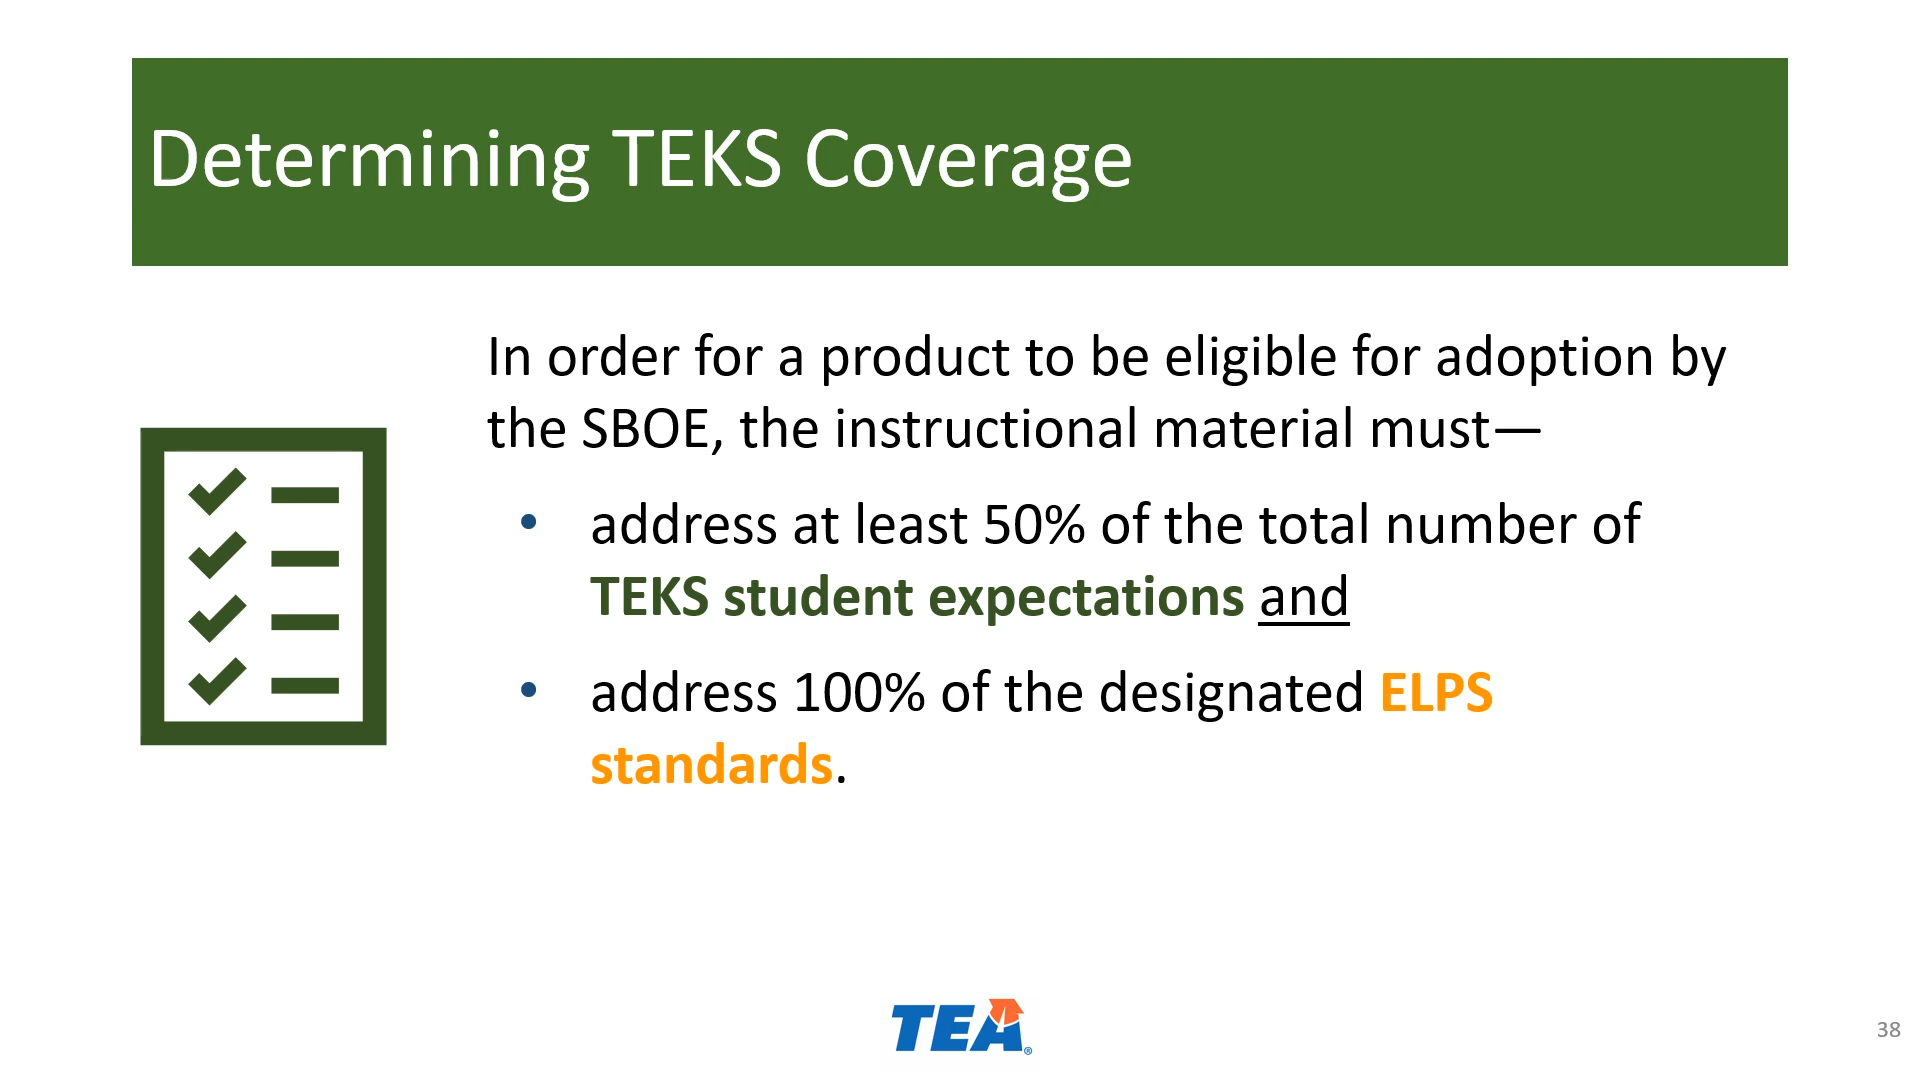 Determining TEKS Coverage
In order for a product to be eligible for adoption by
the SBOE, the instructional material must—
• address at least 50% of the total number of
TEKS student expectations and
• address 100% of the designated ELPS
standards.
TEA®
38